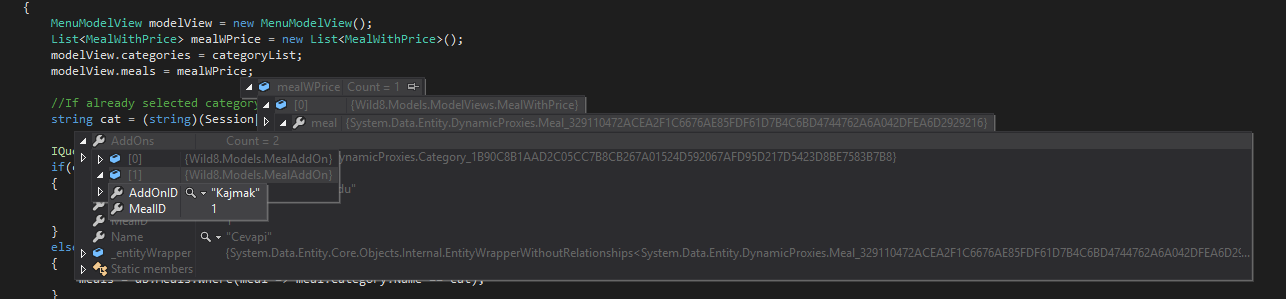 {
MenuModelView modelView = new MenuModelView();
List<MealWithPrice> mealWPrice = new List<MealWithPrice>();
modelView.categories = categoryList;
modelView.meals = mealWPrice;
mealWPrice Count = 1
//If already selected category [0] {Wild8.Models.ModelViews.MealWithPrice}
string cat = (string)(Session meal {System.Data.Entity.DynamicProxies.Meal_329110472ACEA2F1C6676AE85FDF61D7B4C6BD4744762A6A042DFEA6D2929216}
AddOns Count = 2
IQue [0] {Wild8.Models.MealAddOn} DynamicProxies.Category_1B90C8B1AAD2C05CC7B8CB267A01524D592067AFD95D217D5423D8BE7583B7B8}
if( [1] {Wild8.Models.MealAddOn}
{ AddOnID "Kajmak" du"
MealID 1
MealID
} Name "Cevapi"
else _entityWrapper {System.Data.Entity.Core.Objects.Internal.EntityWrapperWithoutRelationships<System.Data.Entity.DynamicProxies.Meal_329110472ACEA2F1C6676AE85FDF61D7B4C6BD4744762A6A042DFEA6D29...
{ Static members
meals = db.Meals.Where(meal => meal.Category.Name == cat);
}